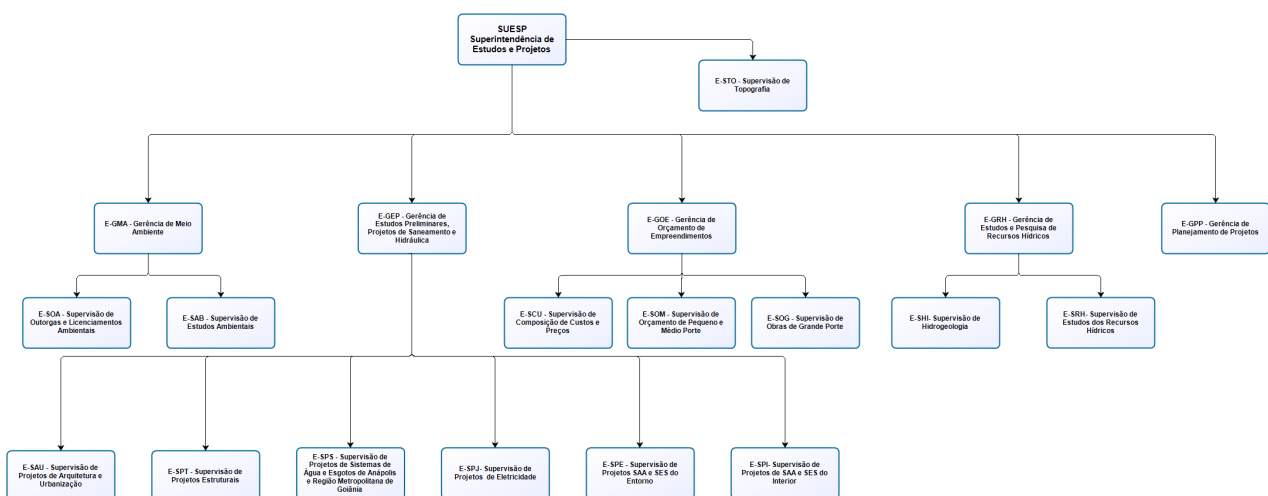 SUESP
Superintendência de
Estudos e Projetos
E-STO - Supervisão de
Topografia
E-GMA - Gerência de Meio
Ambiente
E-GEP - Gerência de
Estudos Preliminares,
Projetos de Saneamento e
Hidráulica
E-GOE - Gerência de
Orçamento de
Empreendimentos
E-GRH - Gerência de
Estudos e Pesquisa de
Recursos Hídricos
E-GPP - Gerência de
Planejamento de Projetos
E-SOA - Supervisão de
Outorgas e Licenciamentos
Ambientais
E-SAB - Supervisão de
Estudos Ambientais
E-SCU - Supervisão de
Composição de Custos e
Preços
E-SOM - Supervisão de
Orçamento de Pequeno e
Médio Porte
E-SOG - Supervisão de
Obras de Grande Porte
E-SHI- Supervisão de
Hidrogeologia
E-SRH- Supervisão de
Estudos dos Recursos
Hídricos
E-SAU - Supervisão de
Projetos de Arquitetura e
Urbanização
E-SPT - Supervisão de
Projetos Estruturais
E-SPS - Supervisão de
Projetos de Sistemas de
Água e Esgotos de Anápolis
e Região Metropolitana de
Goiânia
E-SPJ- Supervisão de
Projetos de Eletricidade
E-SPE - Supervisão de
Projetos SAA e SES do
Entorno
E-SPI- Supervisão de
Projetos de SAA e SES do
Interior